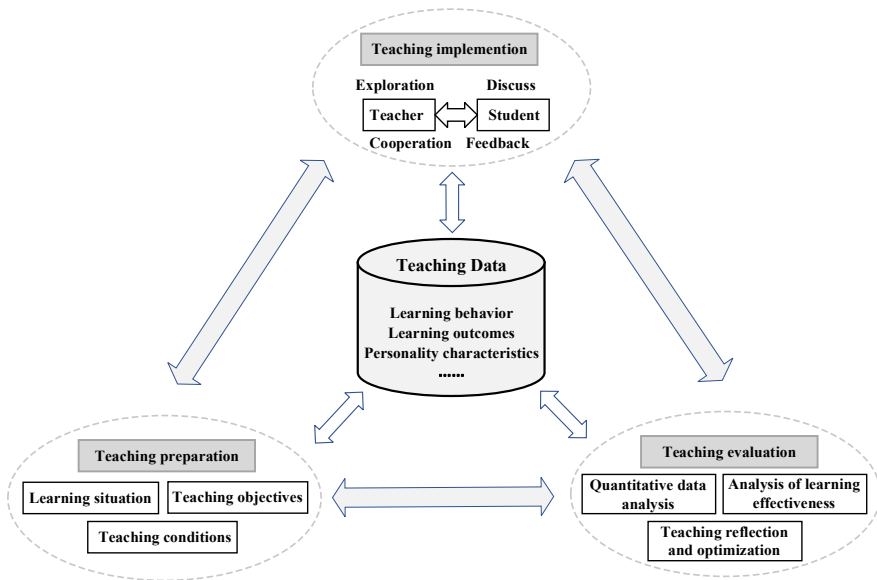 Teaching implemention
Exploration
Discuss
Teacher
Student
Cooperation
Feedback
Teaching Data
Learning behavior
Learning outcomes
Personality characteristics
......
Teaching preparation
Learning situation
Teaching objectives
Teaching conditions
Teaching evaluation
Quantitative data
analysis
Analysis of learning
effectiveness
Teaching reflection
and optimization